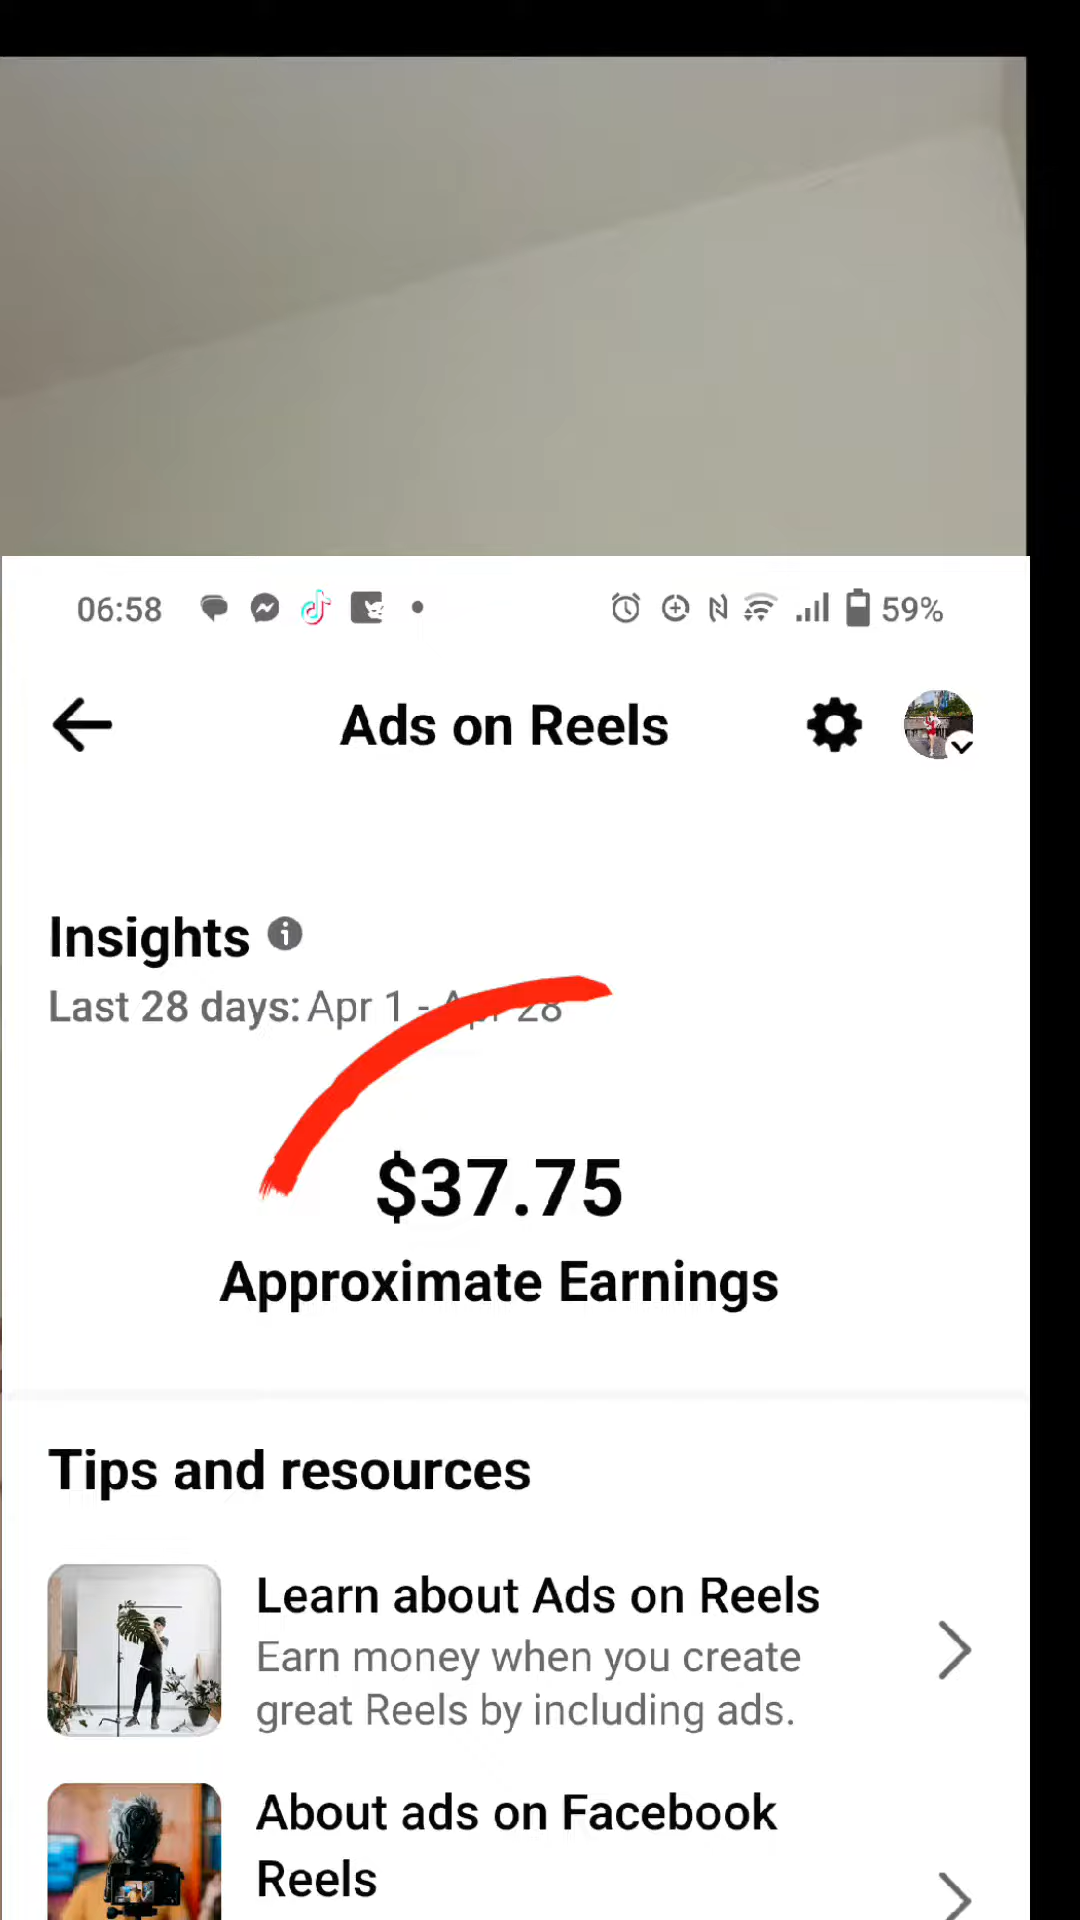 06:58
59%
Ads on Reels
Insights
Last 28 days: Apr 1 - Apr 28
$37.75
Approximate Earnings
Tips and resources
Learn about Ads on Reels
Earn money when you create
great Reels by including ads.
About ads on Facebook
Reels